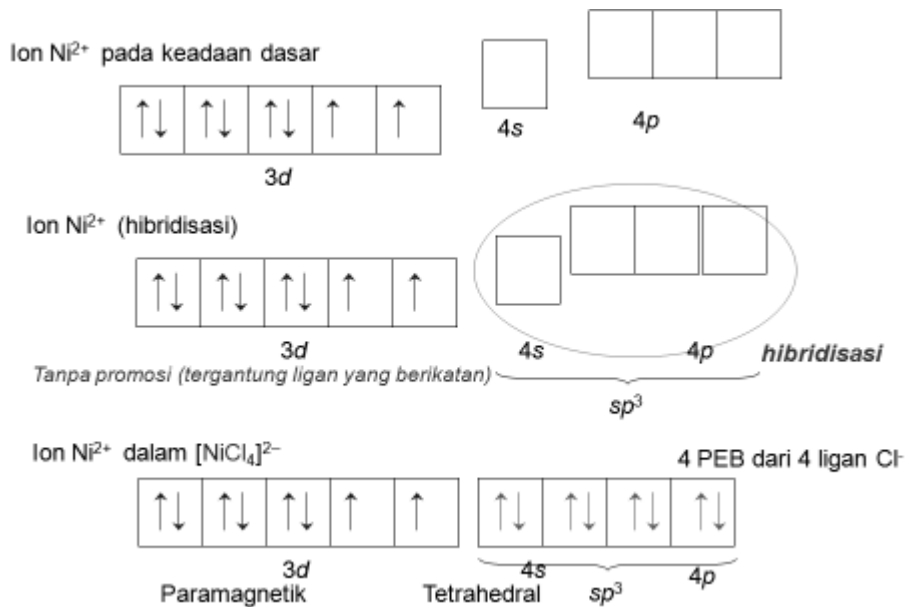 Ion Ni²⁺ pada keadaan dasar
4s
4p
3d
Ion Ni²⁺ (hibridisasi)
3d
4s
4p
hibridisasi
Tanpa promosi (tergantung ligan yang berikatan)
sp³
Ion Ni²⁺ dalam [NiCl₄]²⁻
4 PEB dari 4 ligan Cl⁻
3d
4s
4p
Paramagnetik
Tetrahedral
sp³